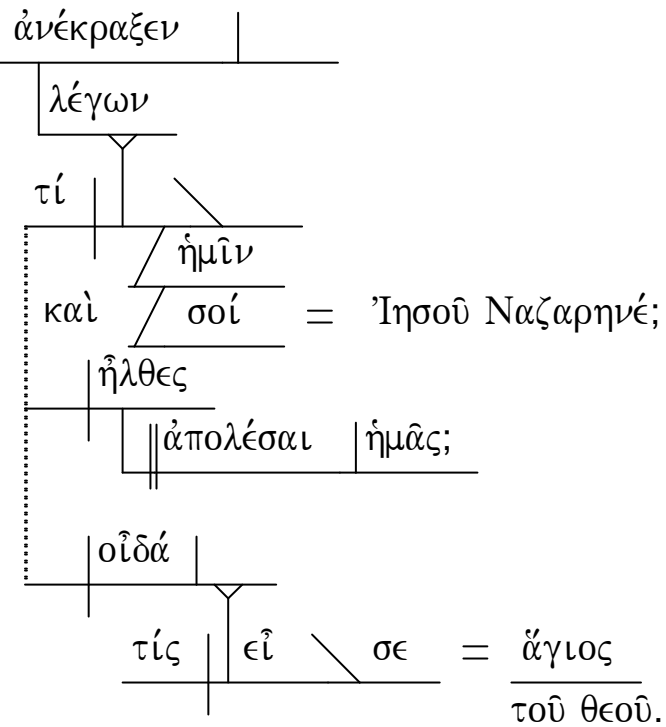 ἀνέκραξεν
λέγων
τί
ἡμῖν
καὶ σοί = Ἰησοῦ Ναζαρηνέ;
ἦλθες
ἀπολέσαι ἡμᾶς;
οἶδά
τίς εἶ σε = ἅγιος
τοῦ θεοῦ.